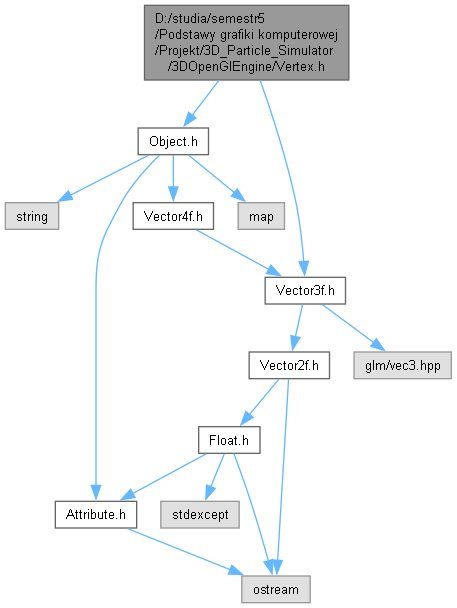 D:/studia/semestr5
/Podstawy grafiki komputerowej
/Projekt/3D_Particle_Simulator
/3DOpenGlEngine/Vertex.h
Object.h
string
Vector4f.h
map
Vector3f.h
Vector2f.h
glm/vec3.hpp
Float.h
Attribute.h
stdexcept
ostream